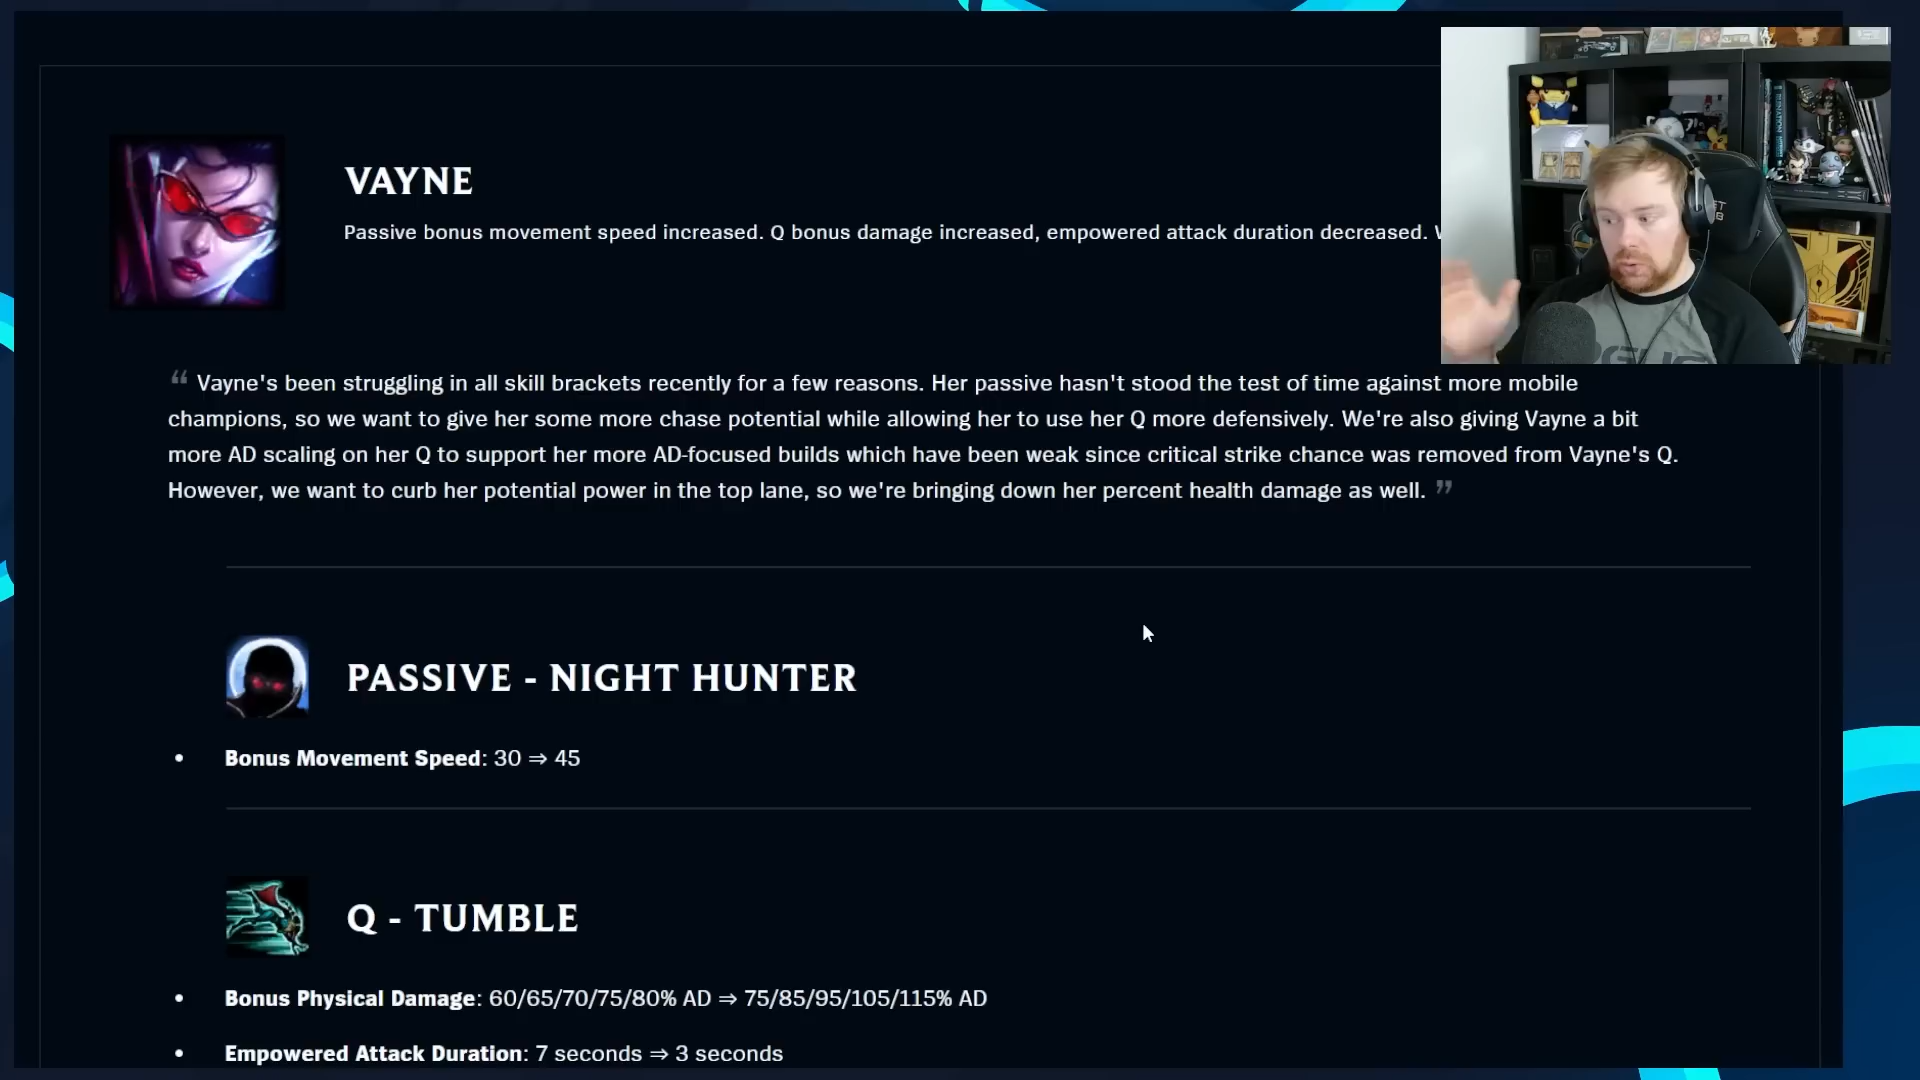 VAYNE
Passive bonus movement speed increased. Q bonus damage increased, empowered attack duration decreased.
“ Vayne's been struggling in all skill brackets recently for a few reasons. Her passive hasn't stood the test of time against more mobile
champions, so we want to give her some more chase potential while allowing her to use her Q more defensively. We're also giving Vayne a bit
more AD scaling on her Q to support her more AD-focused builds which have been weak since critical strike chance was removed from Vayne's Q.
However, we want to curb her potential power in the top lane, so we're bringing down her percent health damage as well. ”
PASSIVE - NIGHT HUNTER
• Bonus Movement Speed: 30 ⇒ 45
Q - TUMBLE
• Bonus Physical Damage: 60/65/70/75/80% AD ⇒ 75/85/95/105/115% AD
• Empowered Attack Duration: 7 seconds ⇒ 3 seconds